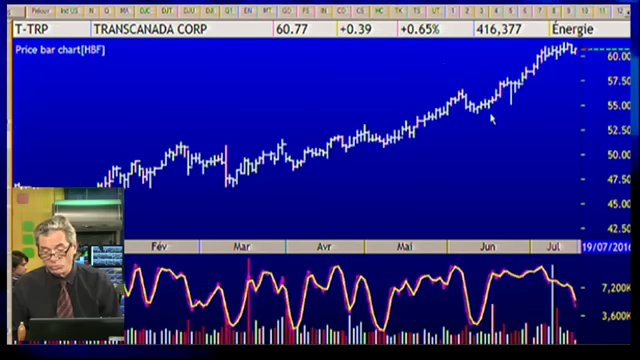 T-TRP TRANSCANADA CORP 60.77 +0.39 +0.65% 416,377 Énergie
Price bar chart[HBF]
60.00
57.50
55.00
52.50
50.00
47.50
45.00
42.50
Fév Mar Avr Mai Jun Jul 19/07/2016
7,200K
3,600K